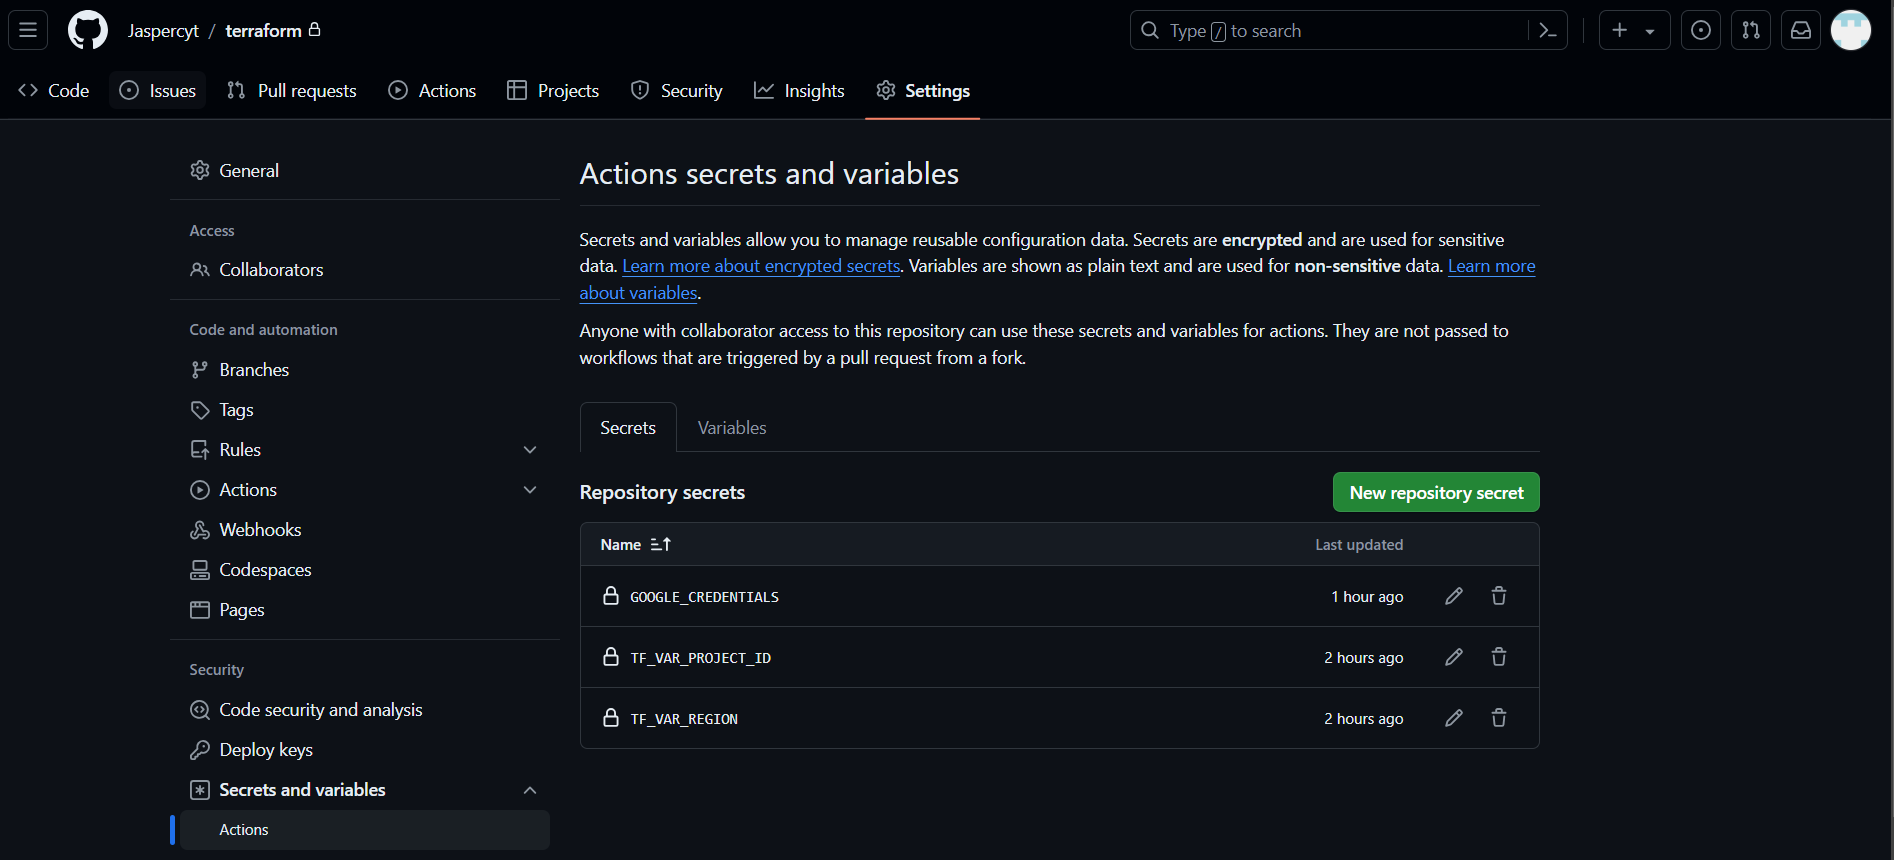 Jaspercyt / terraform
Type / to search
Code
Issues
Pull requests
Actions
Projects
Security
Insights
Settings
General
Access
Collaborators
Code and automation
Branches
Tags
Rules
Actions
Webhooks
Codespaces
Pages
Security
Code security and analysis
Deploy keys
Secrets and variables
Actions
Actions secrets and variables
Secrets and variables allow you to manage reusable configuration data. Secrets are encrypted and are used for sensitive
data. Learn more about encrypted secrets. Variables are shown as plain text and are used for non-sensitive data. Learn more
about variables.
Anyone with collaborator access to this repository can use these secrets and variables for actions. They are not passed to
workflows that are triggered by a pull request from a fork.
Secrets
Variables
Repository secrets
New repository secret
Name
Last updated
GOOGLE_CREDENTIALS
1 hour ago
TF_VAR_PROJECT_ID
2 hours ago
TF_VAR_REGION
2 hours ago